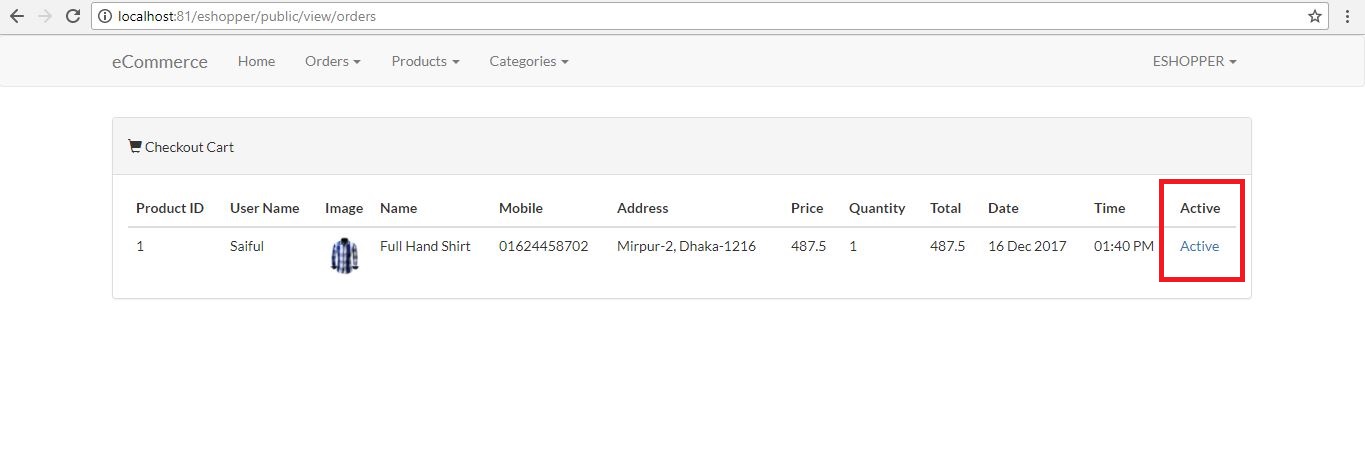 localhost:81/eshopper/public/view/orders
eCommerce Home Orders Products Categories ESHOPPER
Checkout Cart
Product ID User Name Image Name Mobile Address Price Quantity Total Date Time Active
1 Saiful Full Hand Shirt 01624458702 Mirpur-2, Dhaka-1216 487.5 1 487.5 16 Dec 2017 01:40 PM Active